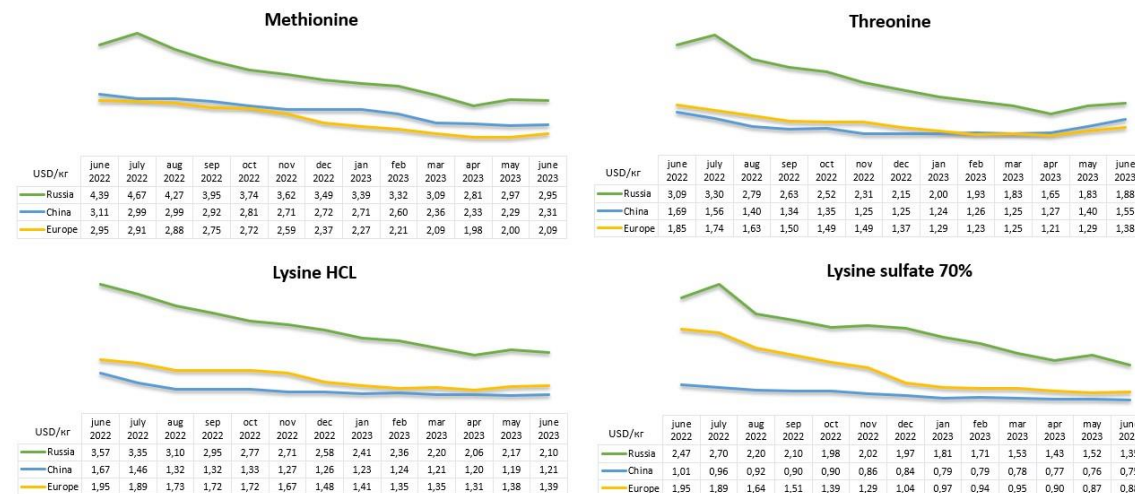 Methionine
USD/кг june 2022 july 2022 aug 2022 sep 2022 oct 2022 nov 2022 dec 2022 jan 2023 feb 2023 mar 2023 apr 2023 may 2023 june 2023
Russia 4,39 4,67 4,27 3,95 3,74 3,62 3,49 3,39 3,32 3,09 2,81 2,97 2,95
China 3,11 2,99 2,99 2,92 2,81 2,71 2,72 2,71 2,60 2,36 2,33 2,29 2,31
Europe 2,95 2,91 2,88 2,75 2,72 2,59 2,37 2,27 2,21 2,09 1,98 2,00 2,09
Threonine
USD/кг june 2022 july 2022 aug 2022 sep 2022 oct 2022 nov 2022 dec 2022 jan 2023 feb 2023 mar 2023 apr 2023 may 2023 june 2023
Russia 3,09 3,30 2,79 2,63 2,52 2,31 2,15 2,00 1,93 1,83 1,65 1,83 1,88
China 1,69 1,56 1,40 1,34 1,35 1,25 1,25 1,24 1,26 1,25 1,27 1,40 1,55
Europe 1,85 1,74 1,63 1,50 1,49 1,49 1,37 1,29 1,23 1,25 1,21 1,29 1,38
Lysine HCL
USD/кг june 2022 july 2022 aug 2022 sep 2022 oct 2022 nov 2022 dec 2022 jan 2023 feb 2023 mar 2023 apr 2023 may 2023 june 2023
Russia 3,57 3,35 3,10 2,95 2,77 2,71 2,58 2,41 2,36 2,20 2,06 2,17 2,10
China 1,67 1,46 1,32 1,32 1,33 1,27 1,26 1,23 1,24 1,21 1,20 1,19 1,21
Europe 1,95 1,89 1,73 1,72 1,72 1,67 1,48 1,41 1,35 1,35 1,31 1,38 1,39
Lysine sulfate 70%
USD/кг june 2022 july 2022 aug 2022 sep 2022 oct 2022 nov 2022 dec 2022 jan 2023 feb 2023 mar 2023 apr 2023 may 2023 june 2023
Russia 2,47 2,70 2,20 2,10 1,98 2,02 1,97 1,81 1,71 1,53 1,43 1,52
China 1,01 0,96 0,92 0,90 0,90 0,86 0,84 0,79 0,79 0,78 0,77 0,76
Europe 1,95 1,89 1,64 1,51 1,39 1,29 1,04 0,97 0,94 0,95 0,90 0,87